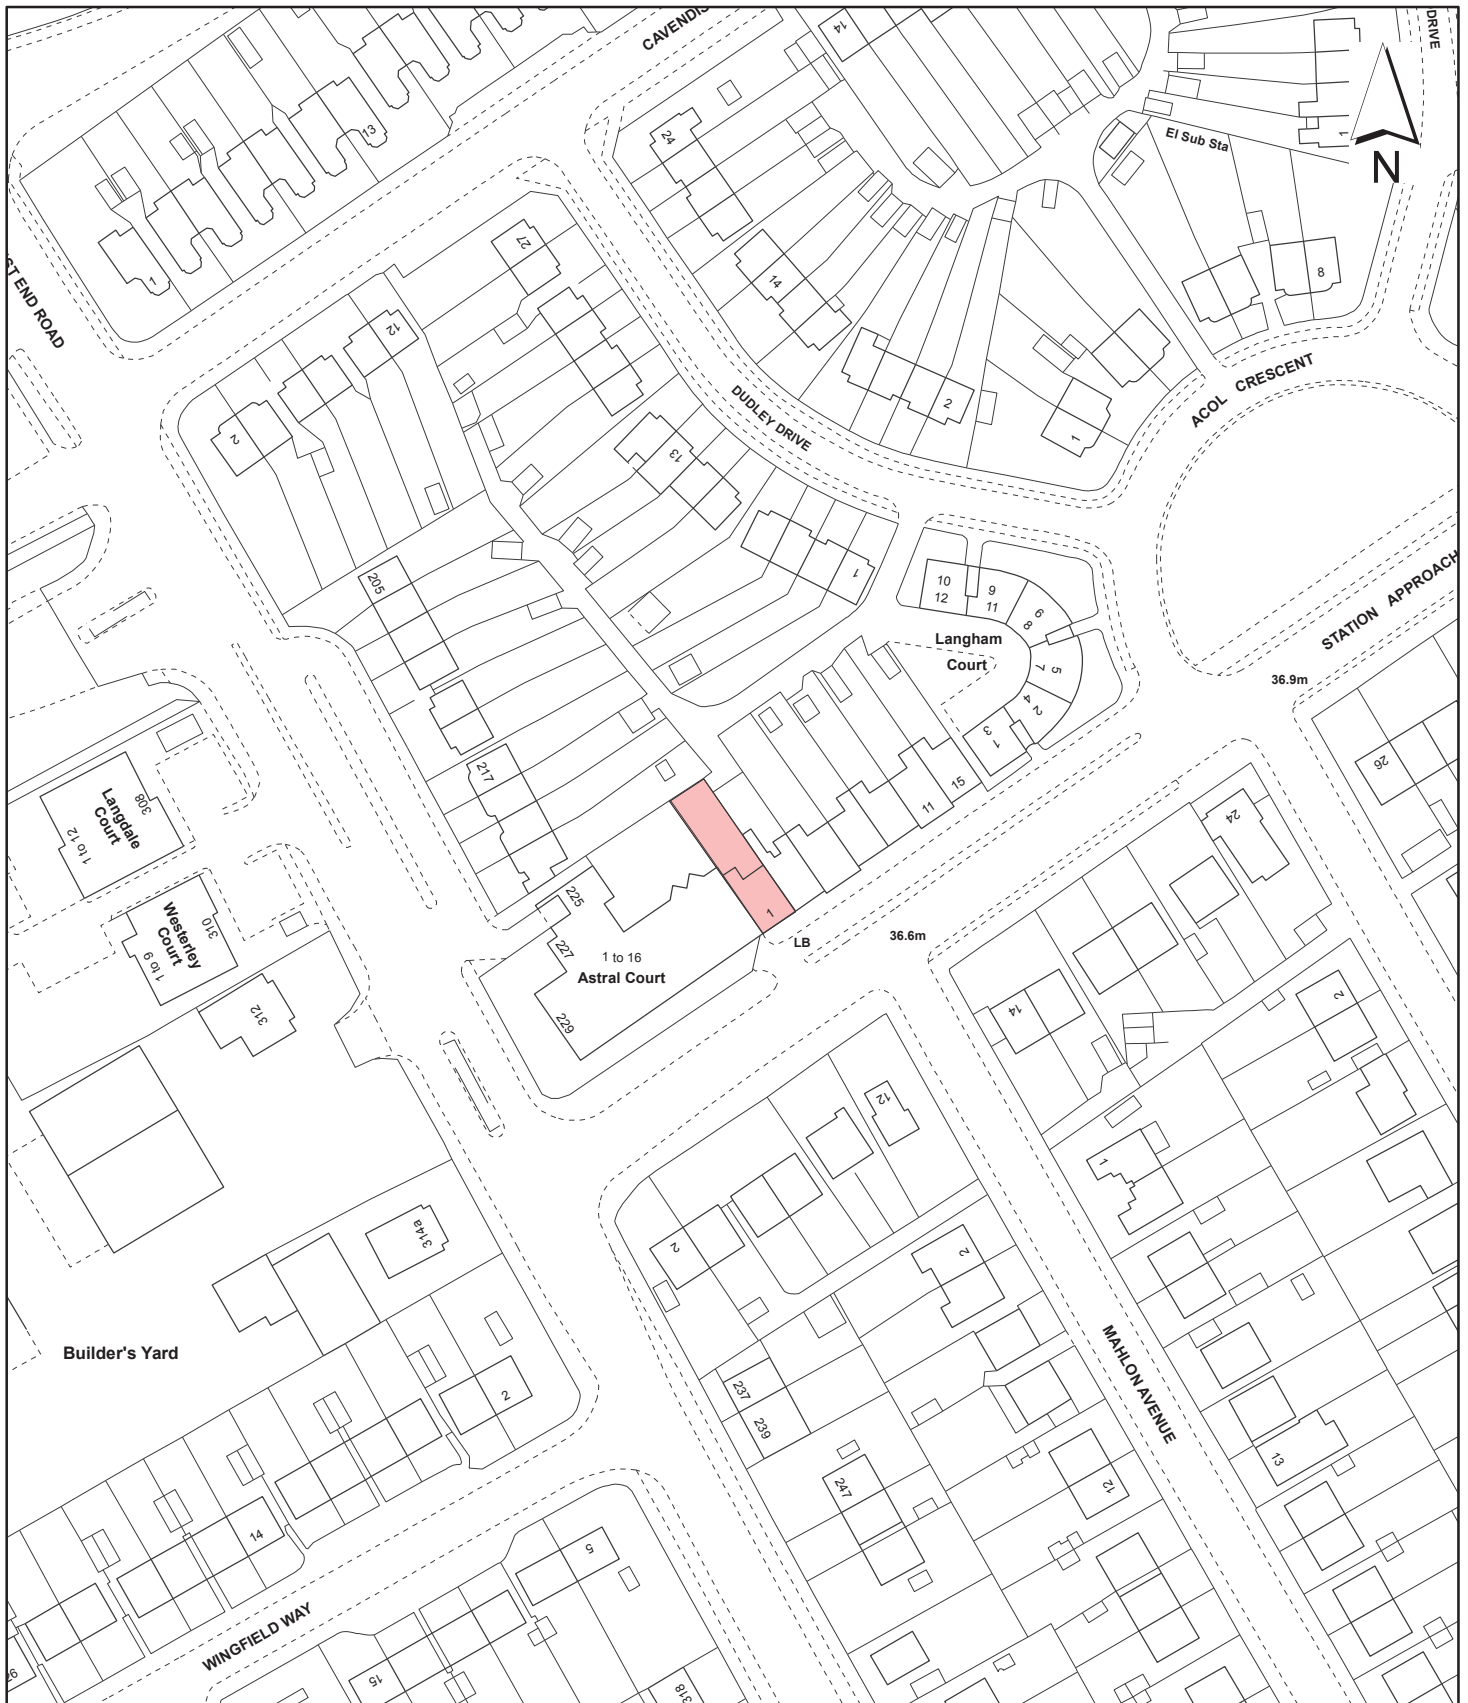 CAVENDIS
14
DRIVE
24
13
El Sub Sta
1
N
27
1
ST END ROAD
14
8
12
2
DUDLEY DRIVE
2
ACOL CRESCENT
1
13
205
1
10
12
9
11
6
8
Langham
Court
5
7
4
2
3
1
STATION APPROACH
36.9m
217
15
11
26
Langdale
Court
308
1 to 12
24
225
1
LB
36.6m
Westerley
Court
310
1 to 9
227
1 to 16
Astral Court
229
312
14
2
12
1
314a
2
2
Builder's Yard
2
237
239
MAHLON AVENUE
13
247
12
14
5
WINGFIELD WAY
15
26
318